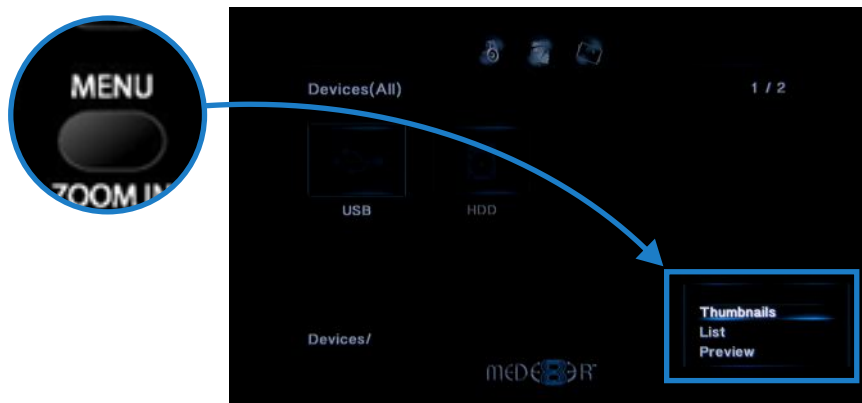 MENU
ZOOM IN
Devices(All)
1 / 2
USB
HDD
Thumbnails
List
Preview
Devices/
MEDE8ER